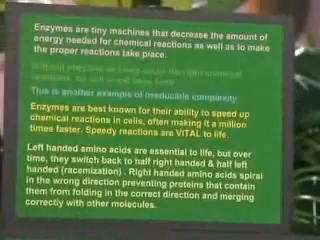 Enzymes are tiny machines that decrease the amount of
energy needed for chemical reactions as well as to make
the proper reactions take place.
This is another example of irreducible complexity
Enzymes are best known for their ability to speed up
chemical reactions in cells, often making it a million
times faster. Speedy reactions are VITAL to life.
Left handed amino acids are essential to life, but over
time, they switch back to half right handed & half left
handed (racemization) . Right handed amino acids spiral
in the wrong direction preventing proteins that contain
them from folding in the correct direction and merging
correctly with other molecules.